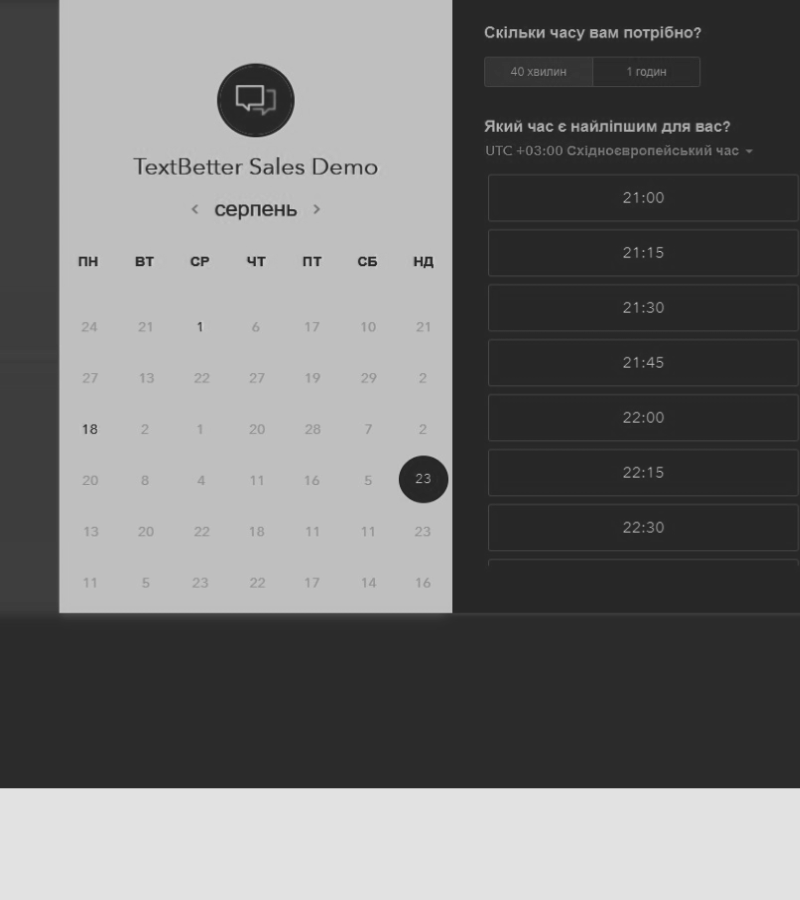 TextBetter Sales Demo
серпень
ПН ВТ СР ЧТ ПТ СБ НД
24 21 1 6 17 10 21
27 13 22 27 19 29 2
18 2 1 20 28 7 2
20 8 4 11 16 5 23
13 20 22 18 11 11 23
11 5 23 22 17 14 16
Скільки часу вам потрібно?
40 хвилин 1 годин
Який час є найліпшим для вас?
UTC +03:00 Східноєвропейський час
21:00
21:15
21:30
21:45
22:00
22:15
22:30